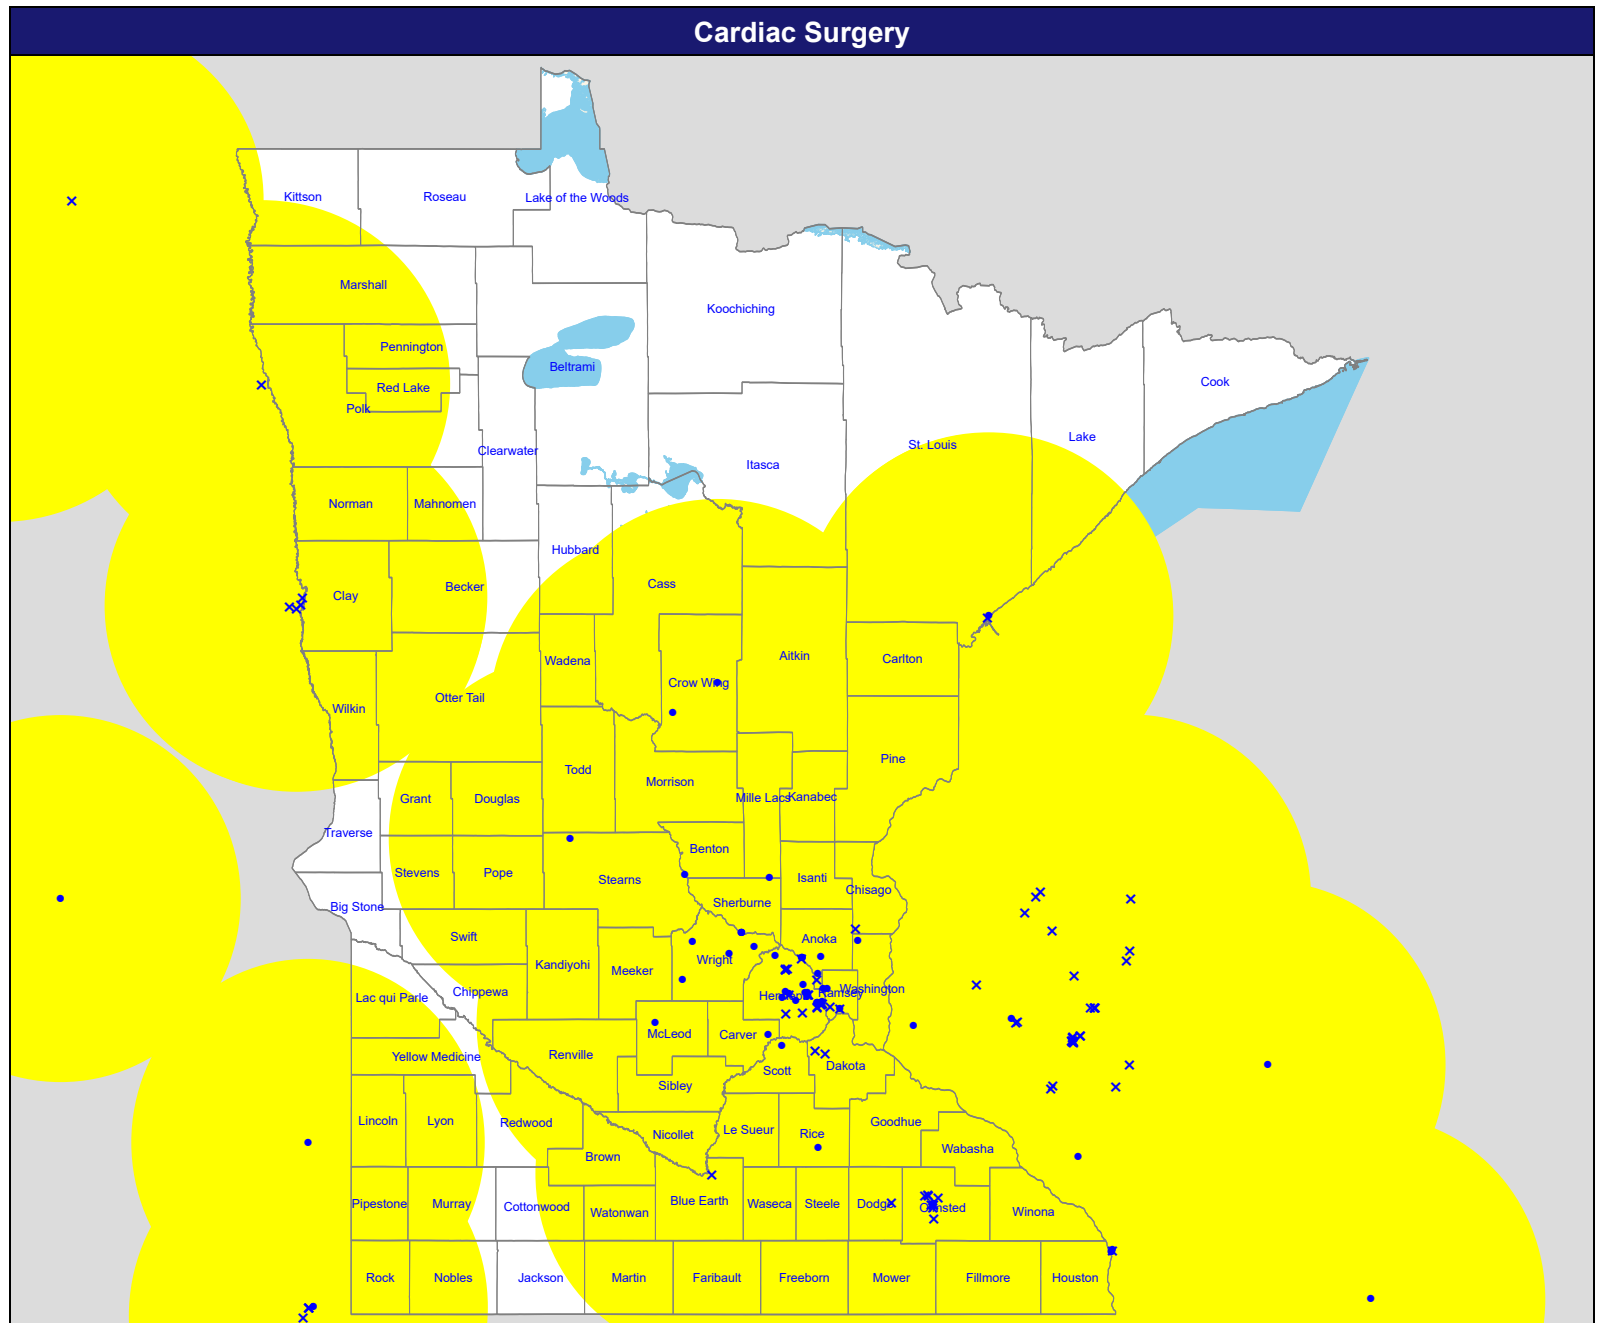 Cardiac Surgery
Kittson
Roseau
Lake of the Woods
Marshall
Koochiching
Pennington
Beltrami
Red Lake
Cook
Polk
Lake
St. Louis
Clearwater
Itasca
Norman
Mahnomen
Hubbard
Cass
Becker
Clay
Aitkin
Carlton
Wadena
Crow Wing
Otter Tail
Wilkin
Pine
Todd
Morrison
Grant
Douglas
Mille Lacs
Kanabec
Traverse
Benton
Stevens
Pope
Stearns
Isanti
Chisago
Sherburne
Big Stone
Swift
Anoka
Wright
Kandiyohi
Meeker
Washington
Chippewa
Ramsey
Hennepin
Lac qui Parle
McLeod
Carver
Renville
Yellow Medicine
Dakota
Scott
Sibley
Lincoln
Lyon
Redwood
Goodhue
Le Sueur
Rice
Nicollet
Wabasha
Brown
Blue Earth
Pipestone
Murray
Waseca
Steele
Dodge
Cottonwood
Olmsted
Watonwan
Winona
Rock
Nobles
Jackson
Martin
Faribault
Freeborn
Mower
Fillmore
Houston